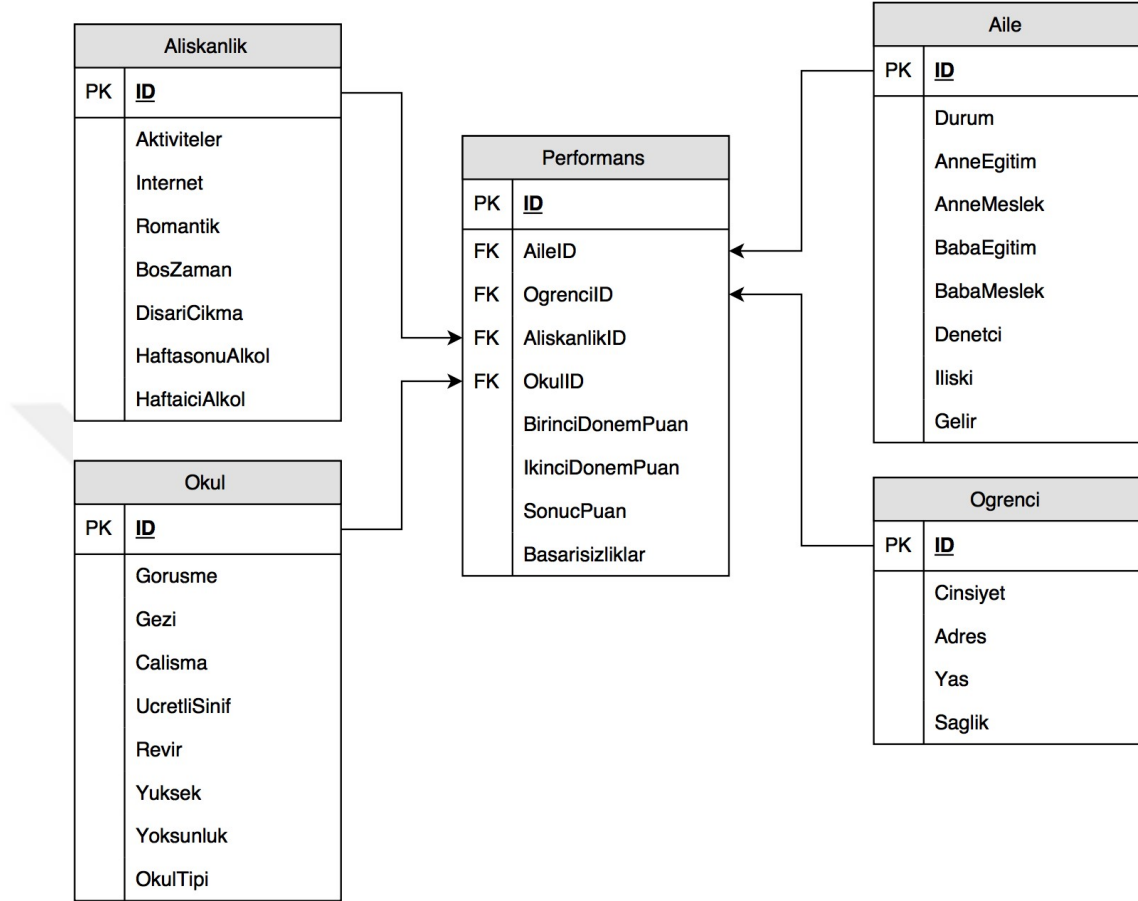 Aliskanlik
PK ID
Aktiviteler
Internet
Romantik
BosZaman
DisariCikma
HaftasonuAlkol
HaftaiciAlkol
Okul
PK ID
Gorusme
Gezi
Calisma
UcretliSinif
Revir
Yuksek
Yoksunluk
OkulTipi
Performans
PK ID
FK AileID
FK OgrenciID
FK AliskanlikID
FK OkulID
BirinciDonemPuan
IkinciDonemPuan
SonucPuan
Basarisizliklar
Aile
PK ID
Durum
AnneEgitim
AnneMeslek
BabaEgitim
BabaMeslek
Denetci
Iliski
Gelir
Ogrenci
PK ID
Cinsiyet
Adres
Yas
Saglik